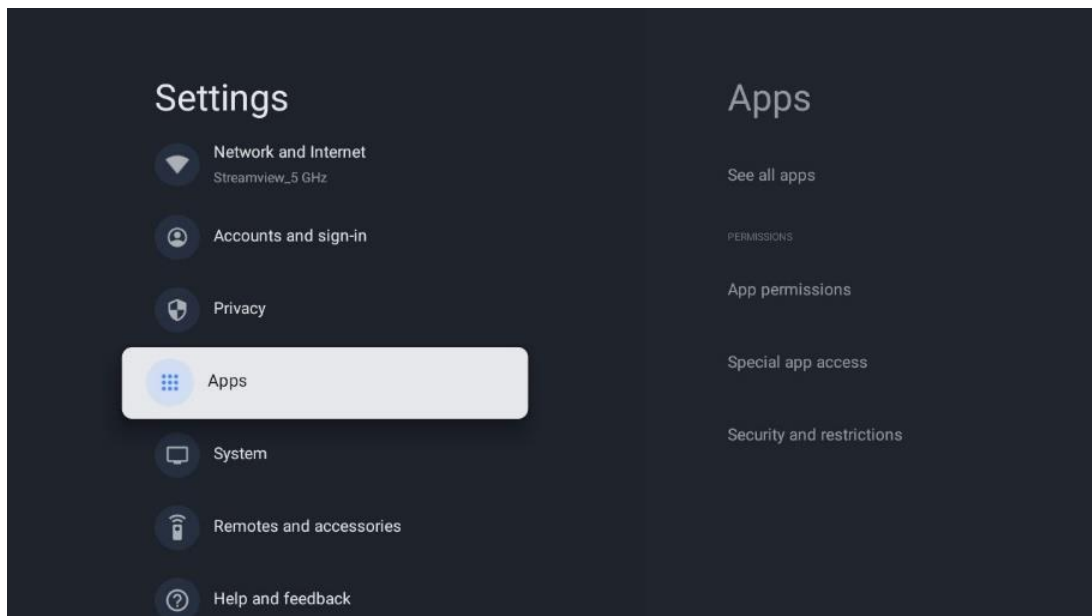 Settings
Network and Internet
Streamview_5 GHz
Accounts and sign-in
Privacy
Apps
System
Remotes and accessories
Help and feedback
Apps
See all apps
PERMISSIONS
App permissions
Special app access
Security and restrictions